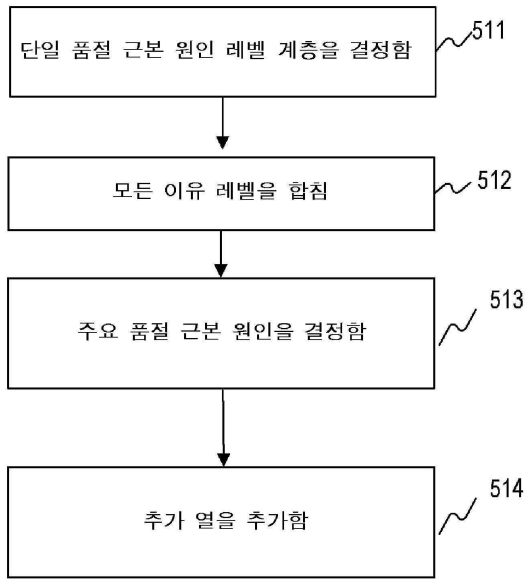 단일 품절 근본 원인 레벨 계층을 결정함
511
모든 이유 레벨을 합침
512
주요 품절 근본 원인을 결정함
513
추가 열을 추가함
514